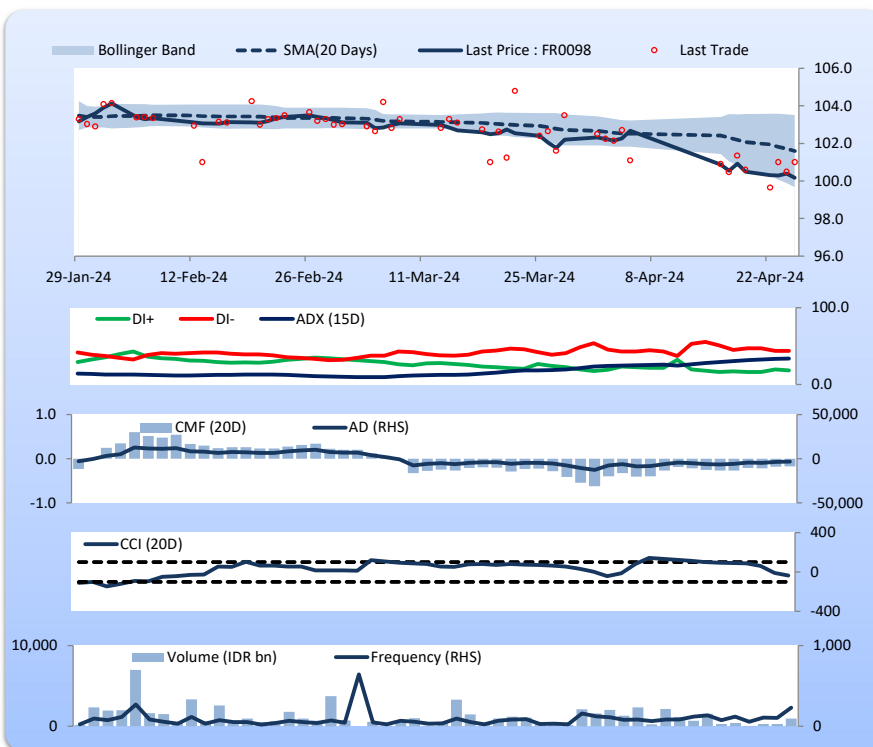 Bollinger Band SMA(20 Days) Last Price : FR0098 Last Trade
106.0
104.0
102.0
100.0
98.0
96.0
29-Jan-24 12-Feb-24 26-Feb-24 11-Mar-24 25-Mar-24 8-Apr-24 22-Apr-24
DI+ DI- ADX (15D) 100.0
0.0
1.0 CMF (20D) AD (RHS) 50,000
0.0 0
-1.0 -50,000
CCI (20D) 400
0
-400
10,000 Volume (IDR bn) Frequency (RHS) 1,000
0 0